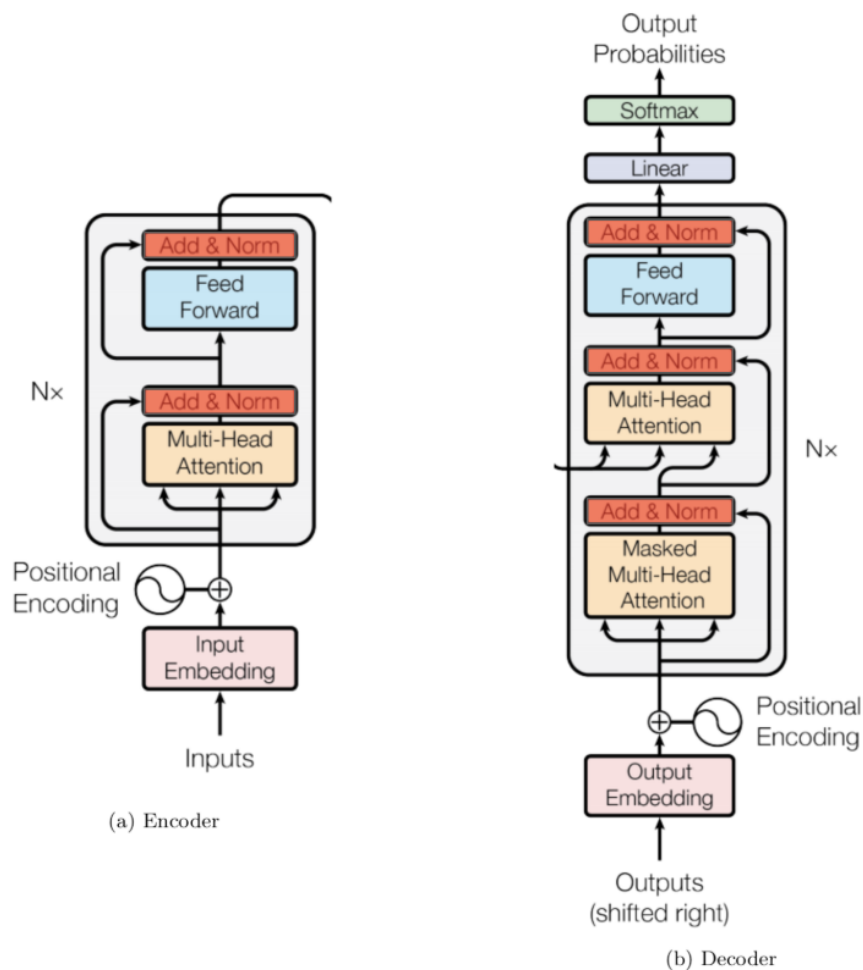 Add & Norm
Feed
Forward
Add & Norm
Multi-Head
Attention
N×
Positional
Encoding
Input
Embedding
Inputs
(a) Encoder
Output
Probabilities
Softmax
Linear
Add & Norm
Feed
Forward
Add & Norm
Multi-Head
Attention
N×
Add & Norm
Masked
Multi-Head
Attention
Positional
Encoding
Output
Embedding
Outputs
(shifted right)
(b) Decoder